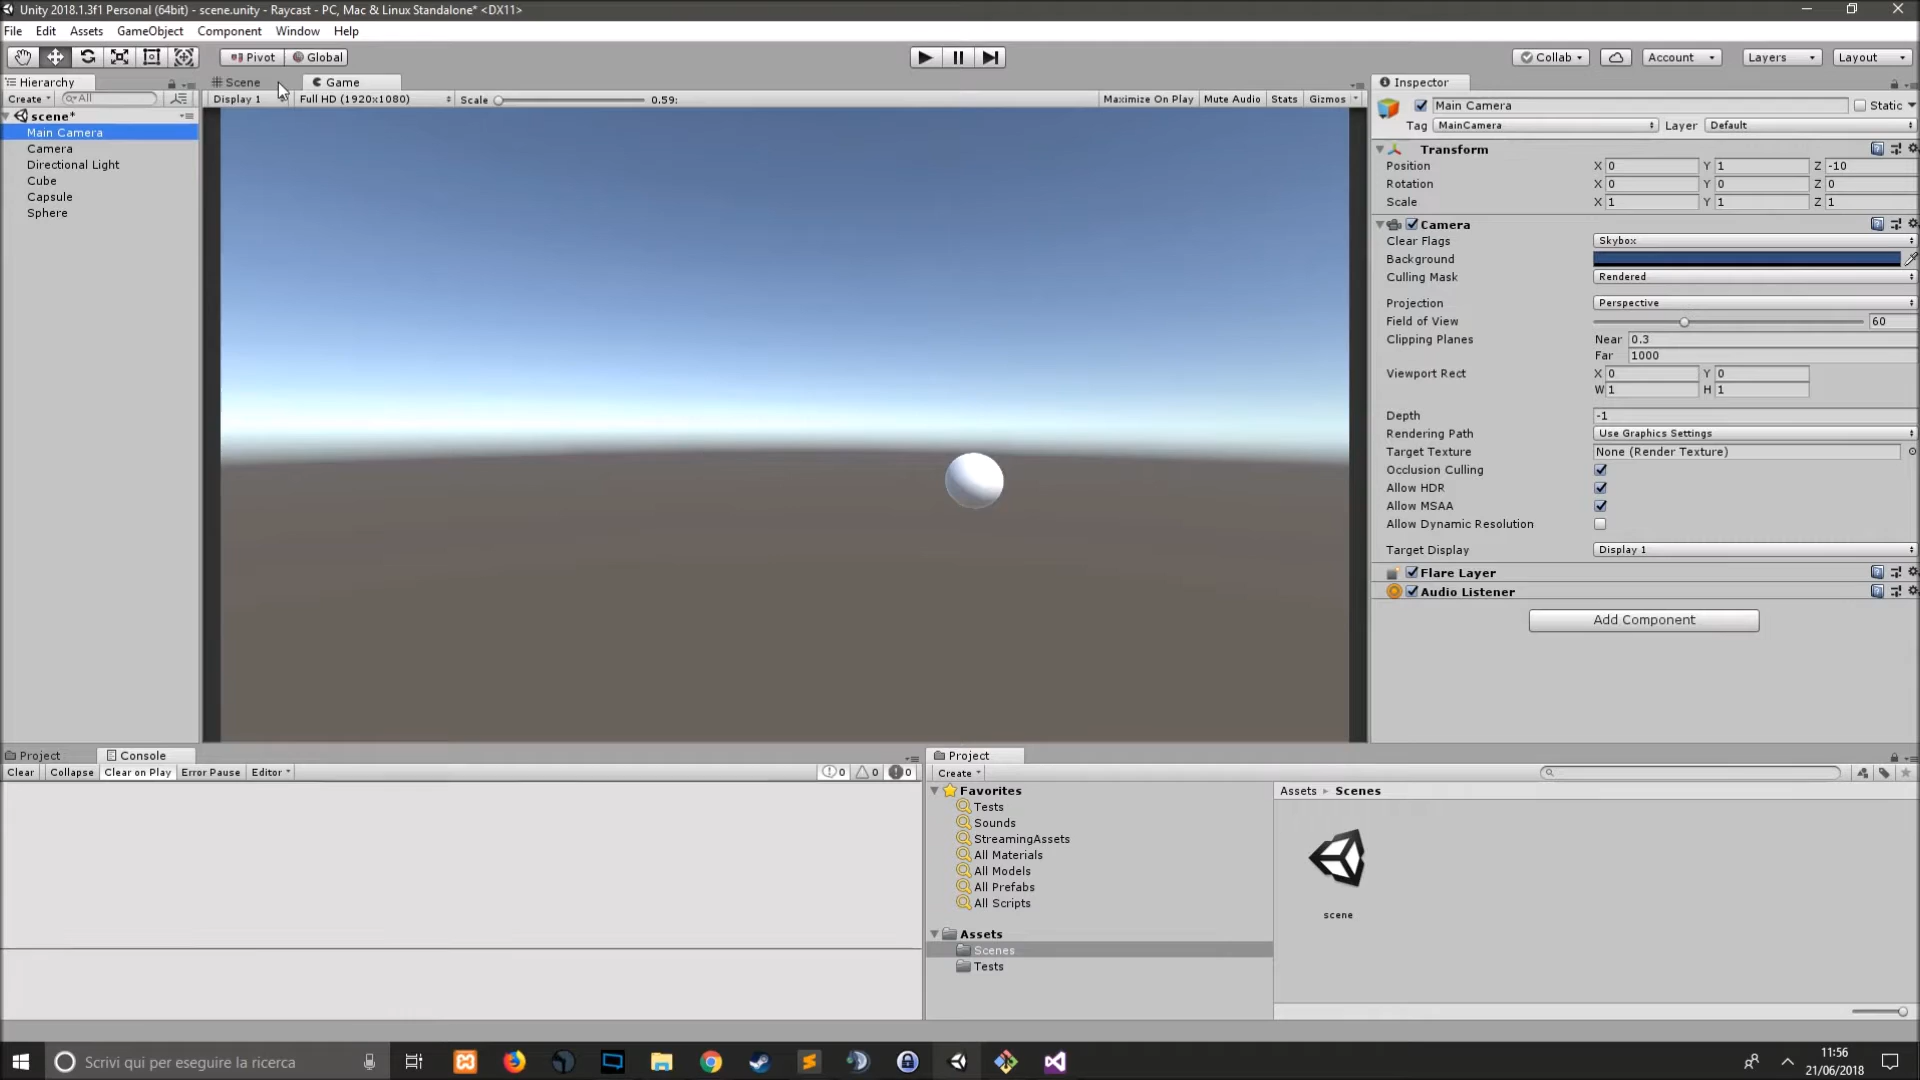 Unity 2018.1.3f1 Personal (64bit) - scene.unity - Raycast - PC, Mac & Linux Standalone* <DX11>
File Edit Assets GameObject Component Window Help
Pivot Global Collab Account Layers Layout
Hierarchy Scene Game Inspector
Create All Display 1 Full HD (1920x1080) Scale 0.59: Maximize On Play Mute Audio Stats Gizmos
scene*
Main Camera
Camera
Directional Light
Cube
Capsule
Sphere
Main Camera Static
Tag MainCamera Layer Default
Transform
Position X 0 Y 1 Z -10
Rotation X 0 Y 0 Z 0
Scale X 1 Y 1 Z 1
Camera
Clear Flags Skybox
Background
Culling Mask Rendered
Projection Perspective
Field of View 60
Clipping Planes Near 0.3
Far 1000
Viewport Rect X 0 Y 0
W 1 H 1
Depth -1
Rendering Path Use Graphics Settings
Target Texture None (Render Texture)
Occlusion Culling
Allow HDR
Allow MSAA
Allow Dynamic Resolution
Target Display Display 1
Flare Layer
Audio Listener
Add Component
Project Console
Clear Collapse Clear on Play Error Pause Editor 0 0 0
Project
Create
Favorites
Tests
Sounds
StreamingAssets
All Materials
All Models
All Prefabs
All Scripts
Assets
Scenes
Tests
Assets Scenes
scene
Scrivi qui per eseguire la ricerca
11:56
21/06/2018